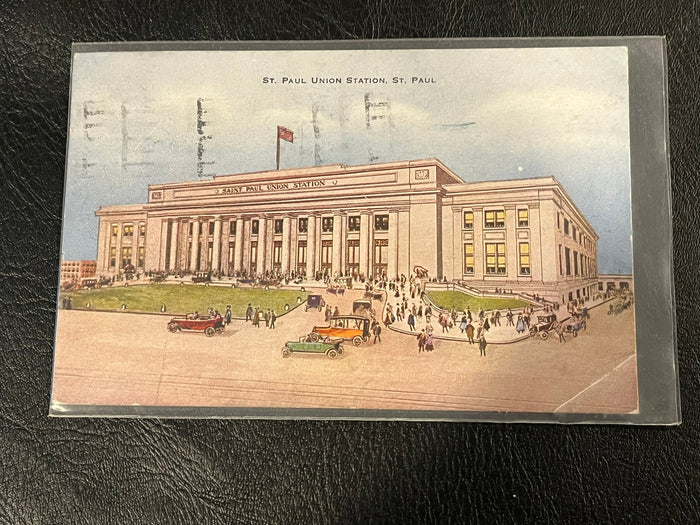 ST. PAUL UNION STATION, ST. PAUL
SAINT PAUL UNION STATION